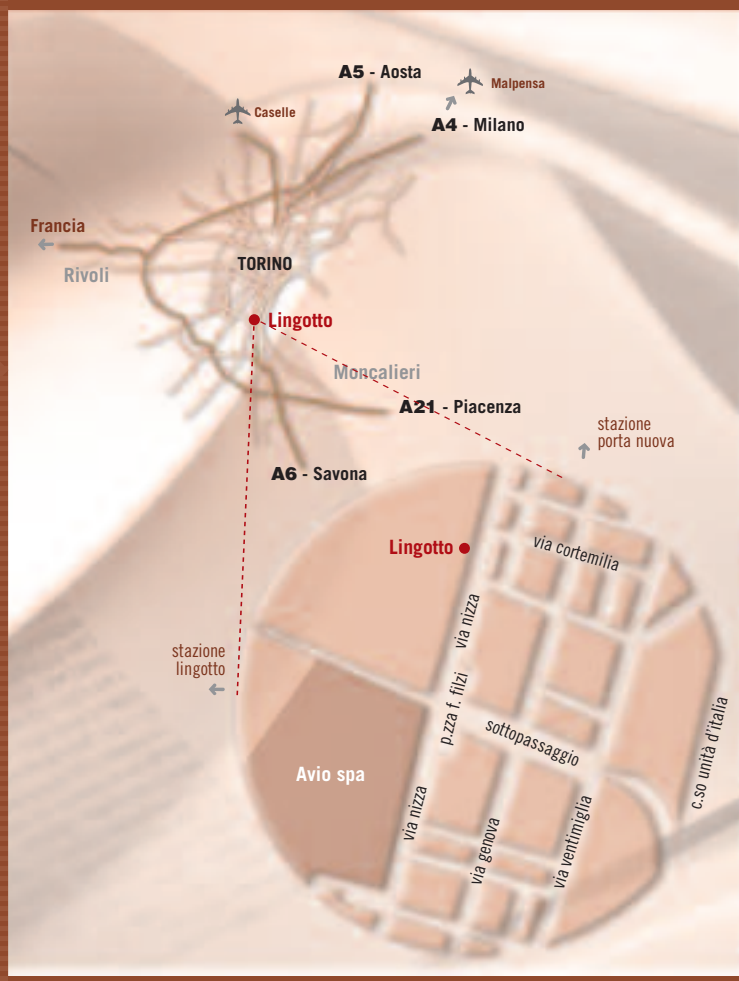 A5 - Aosta
Malpensa
Caselle
A4 - Milano
Francia
TORINO
Rivoli
Lingotto
Moncalieri
A21 - Piacenza
stazione
porta nuova
A6 - Savona
Lingotto
via cortemilia
via nizza
stazione
lingotto
p.zza f. filzi
sottopassaggio
c.so unità d'italia
Avio spa
via nizza
via genova
via ventimiglia